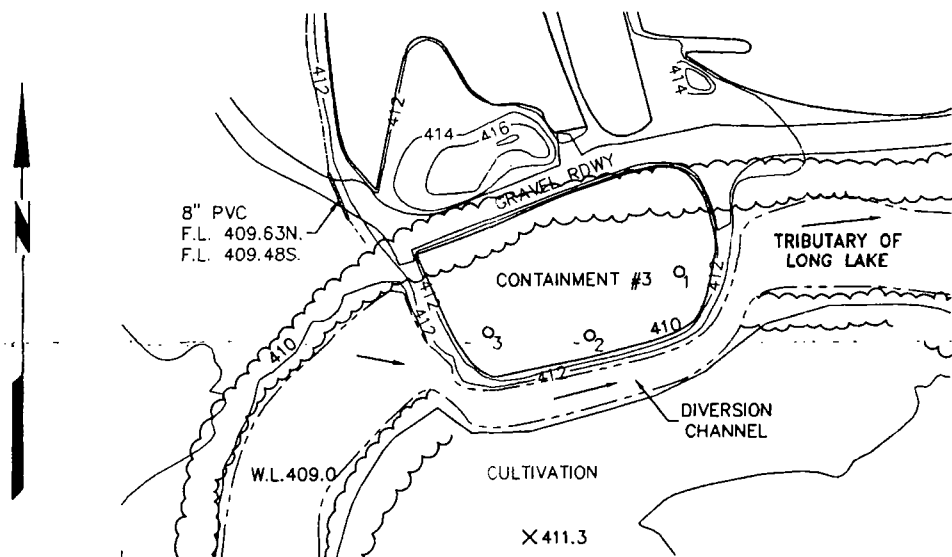 412
412
414
416
414
GRAVEL RDWY
8" PVC
F.L. 409.63N.
F.L. 409.48S.
N
TRIBUTARY OF
LONG LAKE
CONTAINMENT #3
1
412
412
412
410
3
2
410
412
DIVERSION
CHANNEL
W.L.409.0
CULTIVATION
X411.3